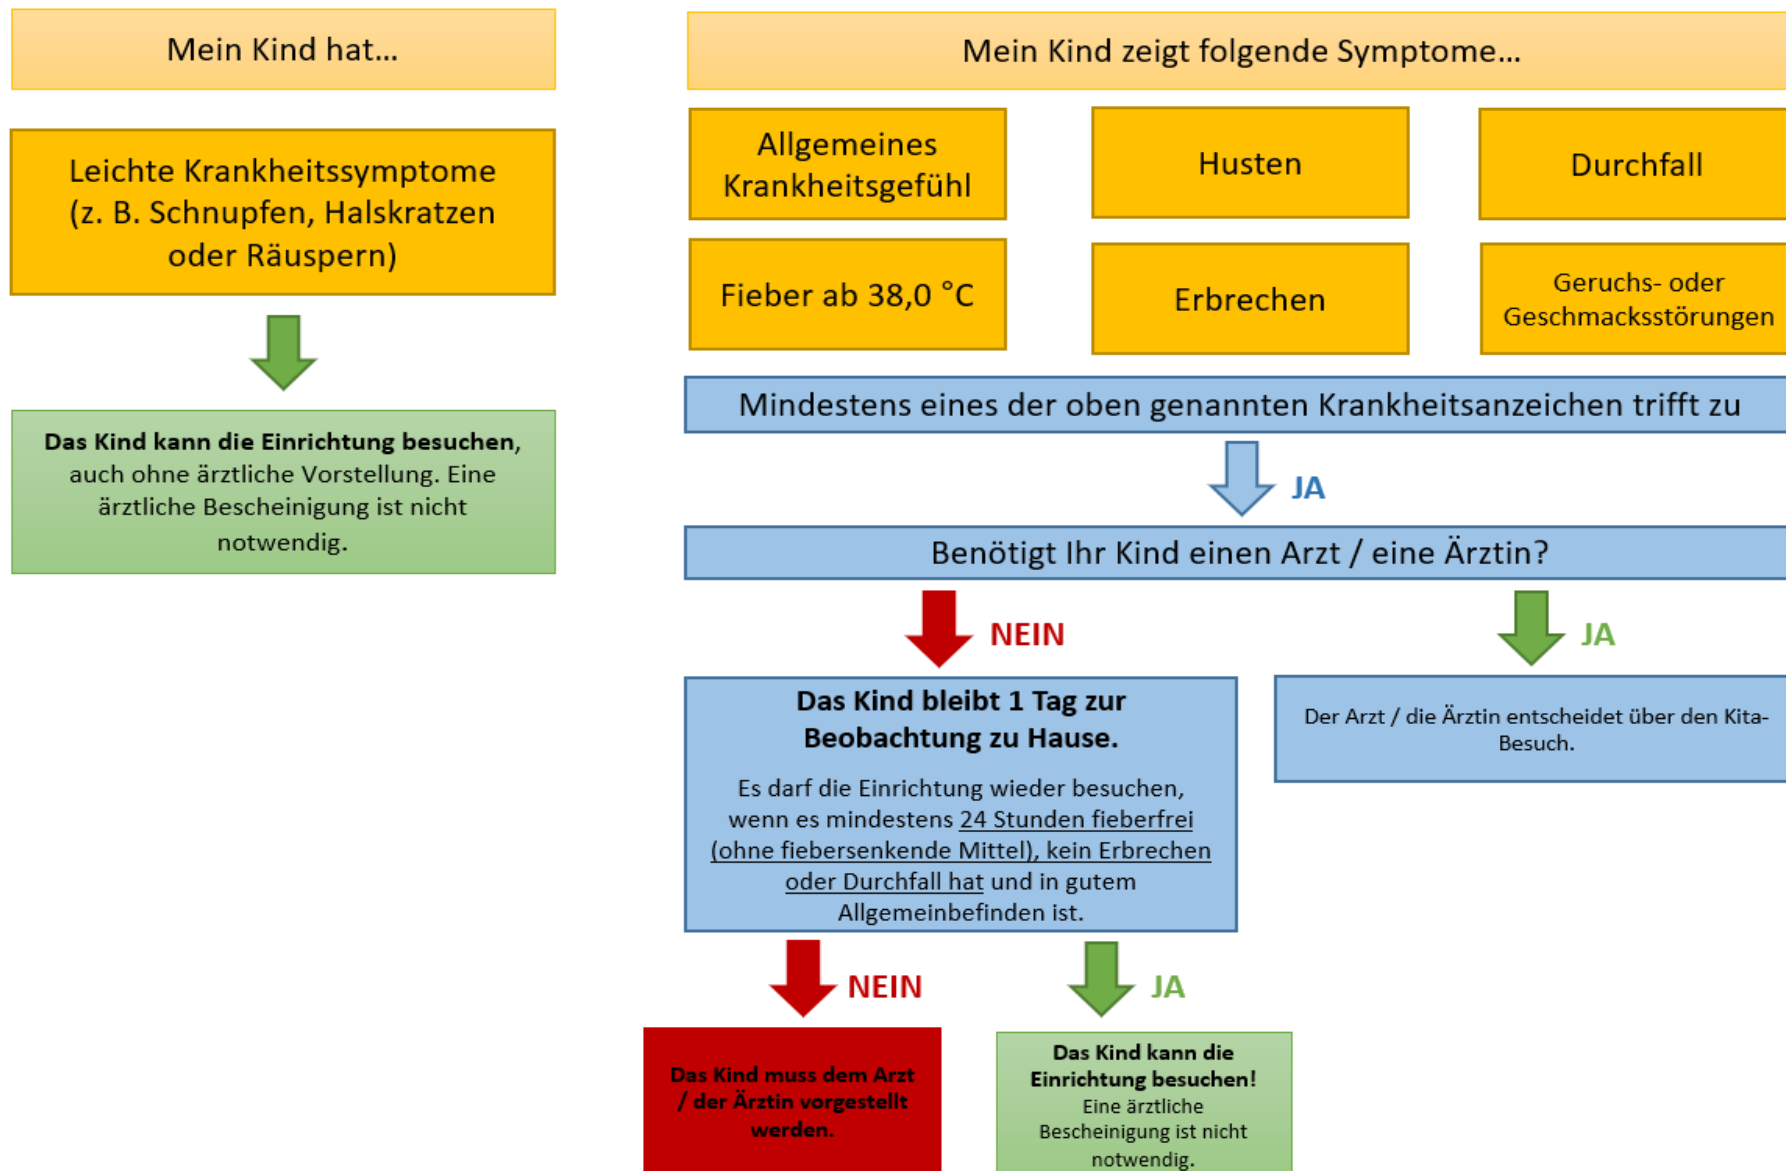 Mein Kind hat…
Leichte Krankheitssymptome
(z. B. Schnupfen, Halskratzen
oder Räuspern)
Das Kind kann die Einrichtung besuchen,
auch ohne ärztliche Vorstellung. Eine
ärztliche Bescheinigung ist nicht
notwendig.
Mein Kind zeigt folgende Symptome…
Allgemeines
Krankheitsgefühl
Husten
Durchfall
Fieber ab 38,0 °C
Erbrechen
Geruchs- oder
Geschmacksstörungen
Mindestens eines der oben genannten Krankheitsanzeichen trifft zu
JA
Benötigt Ihr Kind einen Arzt / eine Ärztin?
NEIN
JA
Das Kind bleibt 1 Tag zur
Beobachtung zu Hause.
Es darf die Einrichtung wieder besuchen,
wenn es mindestens 24 Stunden fieberfrei
(ohne fiebersenkende Mittel), kein Erbrechen
oder Durchfall hat und in gutem
Allgemeinbefinden ist.
Der Arzt / die Ärztin entscheidet über den Kita-
Besuch.
NEIN
JA
Das Kind muss dem Arzt
/ der Ärztin vorgestellt
werden.
Das Kind kann die
Einrichtung besuchen!
Eine ärztliche
Bescheinigung ist nicht
notwendig.